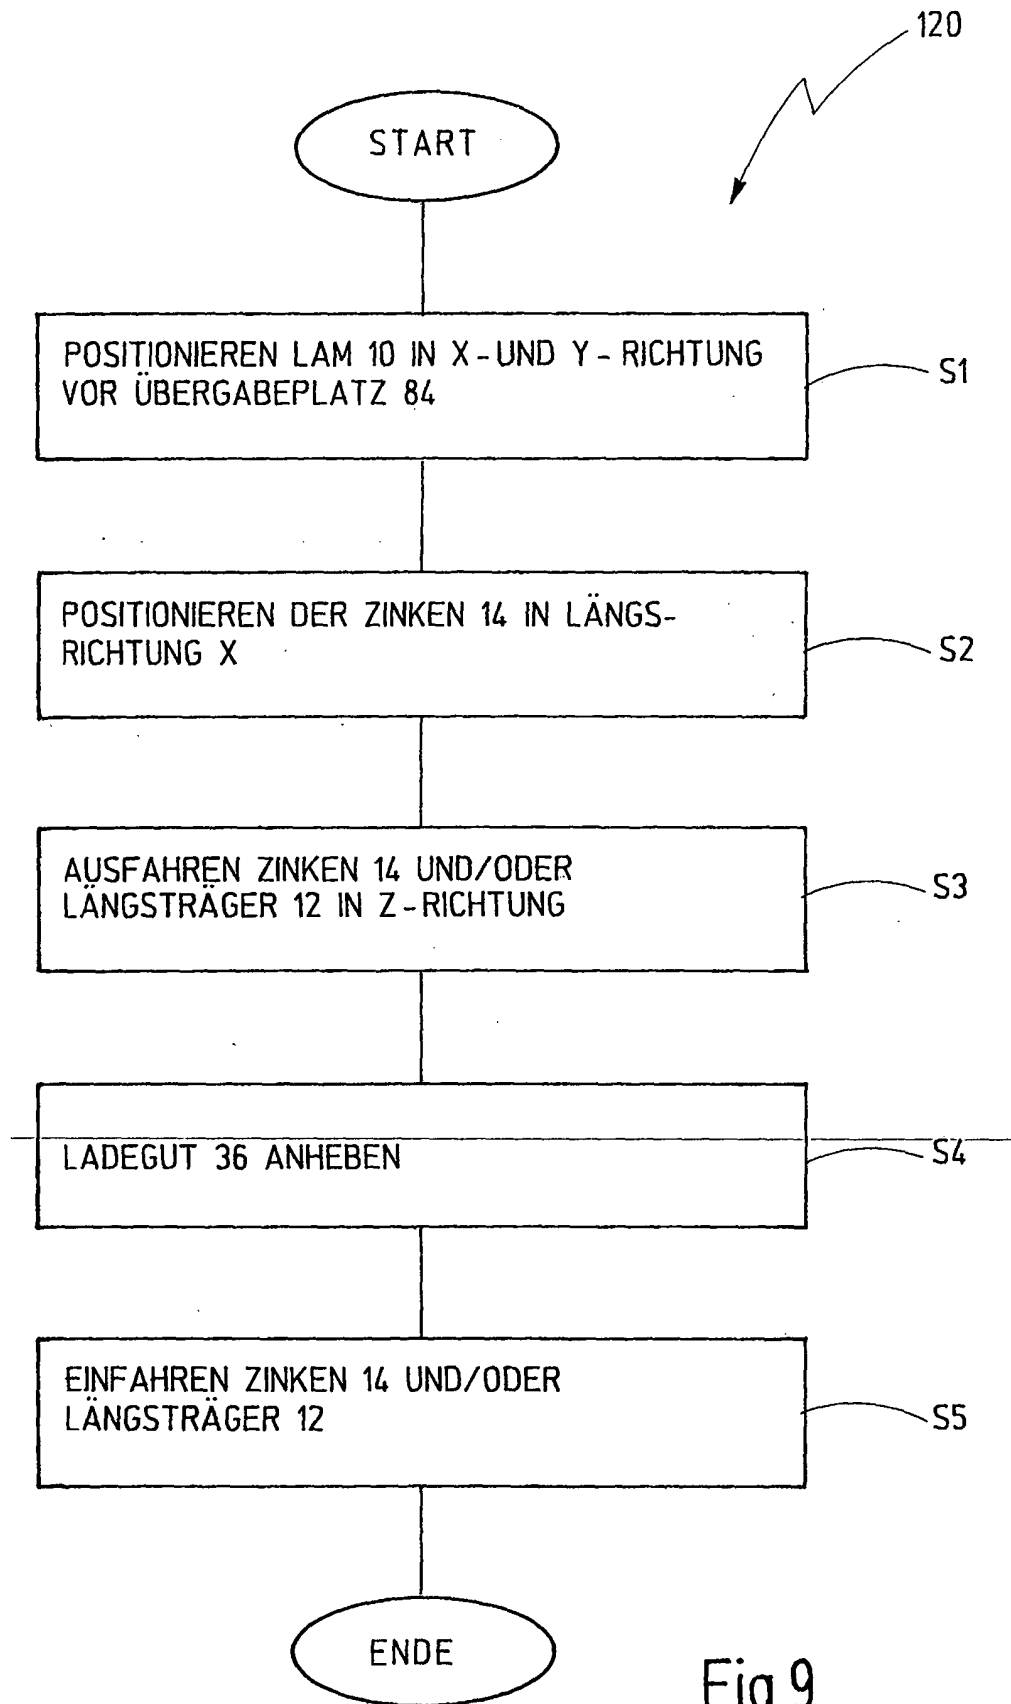 120
START
POSITIONIEREN LAM 10 IN X-UND Y-RICHTUNG
VOR ÜBERGABEPLATZ 84
S1
POSITIONIEREN DER ZINKEN 14 IN LÄNGS-
RICHTUNG X
S2
AUSFAHREN ZINKEN 14 UND/ODER
LÄNGSTRÄGER 12 IN Z-RICHTUNG
S3
LADEGUT 36 ANHEBEN
S4
EINFAHREN ZINKEN 14 UND/ODER
LÄNGSTRÄGER 12
S5
ENDE
Fig.9